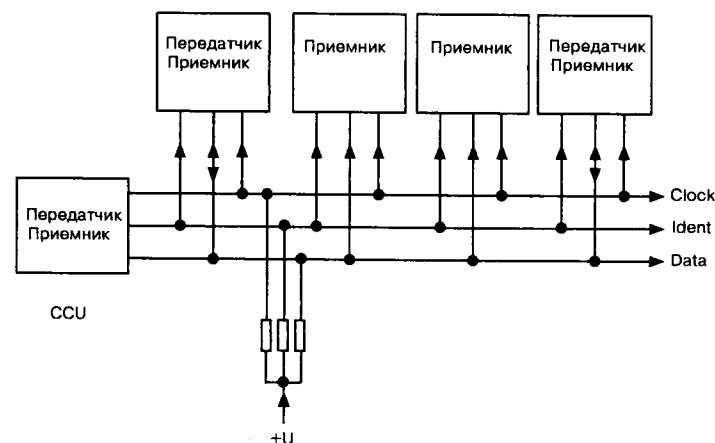 Передатчик
Приемник
Приемник
Приемник
Передатчик
Приемник
Передатчик
Приемник
CCU
Clock
Ident
Data
+U